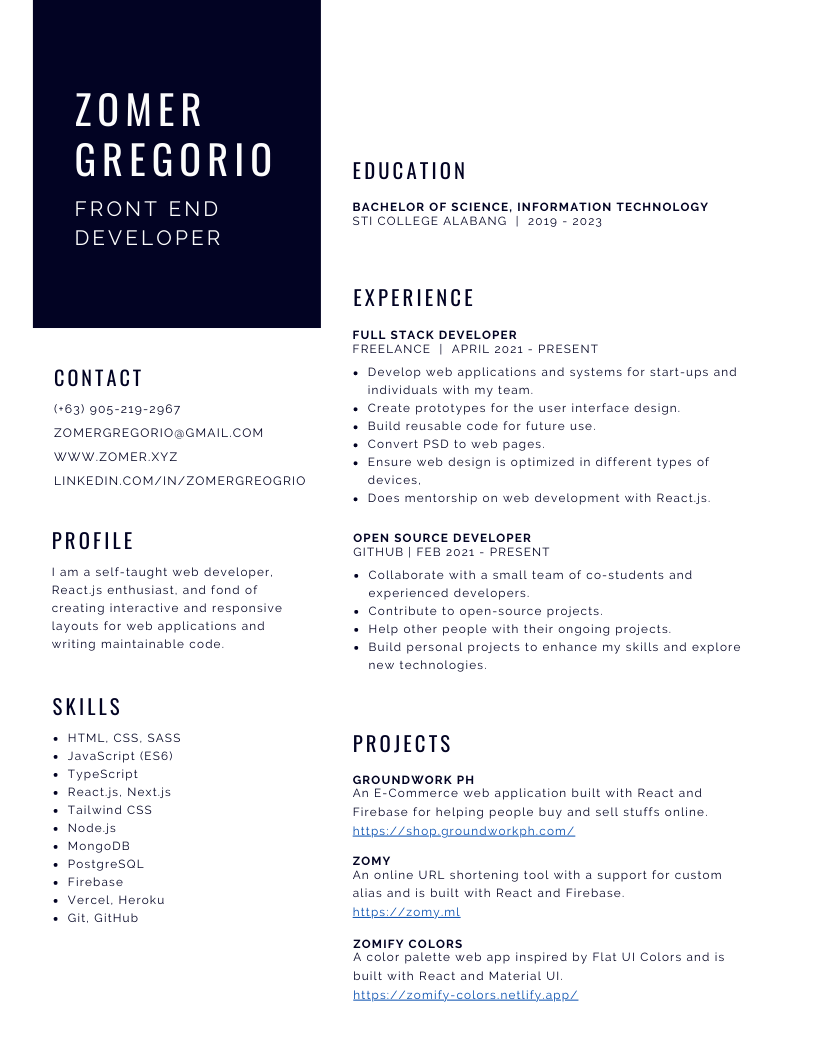 ZOMER
GREGORIO
FRONT END
DEVELOPER
CONTACT
(+63) 905-219-2967
ZOMERGREGORIO@GMAIL.COM
WWW.ZOMER.XYZ
LINKEDIN.COM/IN/ZOMERGREOGRIO
PROFILE
I am a self-taught web developer,
React.js enthusiast, and fond of
creating interactive and responsive
layouts for web applications and
writing maintainable code.
SKILLS
• HTML, CSS, SASS
• JavaScript (ES6)
• TypeScript
• React.js, Next.js
• Tailwind CSS
• Node.js
• MongoDB
• PostgreSQL
• Firebase
• Vercel, Heroku
• Git, GitHub
EDUCATION
BACHELOR OF SCIENCE, INFORMATION TECHNOLOGY
STI COLLEGE ALABANG | 2019 - 2023
EXPERIENCE
FULL STACK DEVELOPER
FREELANCE | APRIL 2021 - PRESENT
• Develop web applications and systems for start-ups and
individuals with my team.
• Create prototypes for the user interface design.
• Build reusable code for future use.
• Convert PSD to web pages.
• Ensure web design is optimized in different types of
devices,
• Does mentorship on web development with React.js.
OPEN SOURCE DEVELOPER
GITHUB | FEB 2021 - PRESENT
• Collaborate with a small team of co-students and
experienced developers.
• Contribute to open-source projects.
• Help other people with their ongoing projects.
• Build personal projects to enhance my skills and explore
new technologies.
PROJECTS
GROUNDWORK PH
An E-Commerce web application built with React and
Firebase for helping people buy and sell stuffs online.
https://shop.groundworkph.com/
ZOMY
An online URL shortening tool with a support for custom
alias and is built with React and Firebase.
https://zomy.ml
ZOMIFY COLORS
A color palette web app inspired by Flat UI Colors and is
built with React and Material UI.
https://zomify-colors.netlify.app/